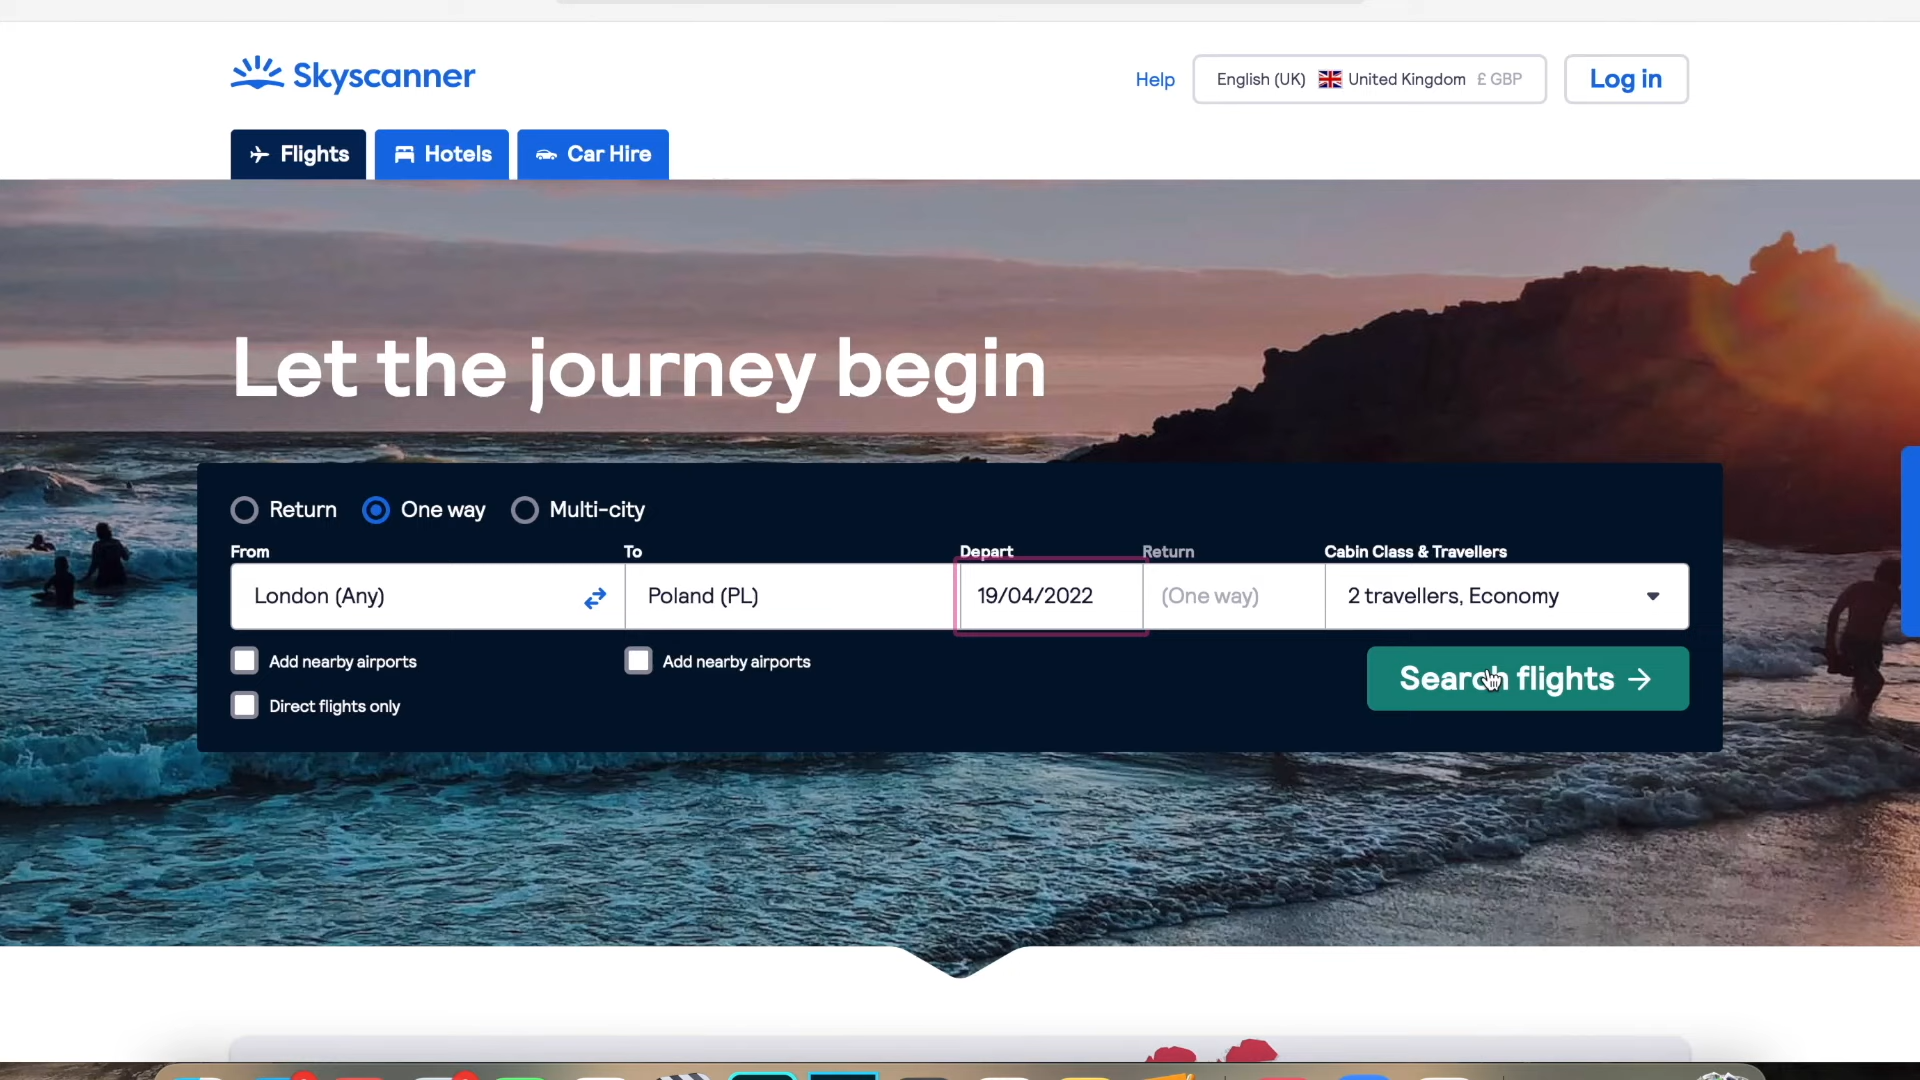 Skyscanner
Help
English (UK) United Kingdom £ GBP
Log in
Flights
Hotels
Car Hire
Let the journey begin
Return
One way
Multi-city
From
To
Depart
Return
Cabin Class & Travellers
London (Any)
Poland (PL)
19/04/2022
(One way)
2 travellers, Economy
Add nearby airports
Add nearby airports
Direct flights only
Search flights